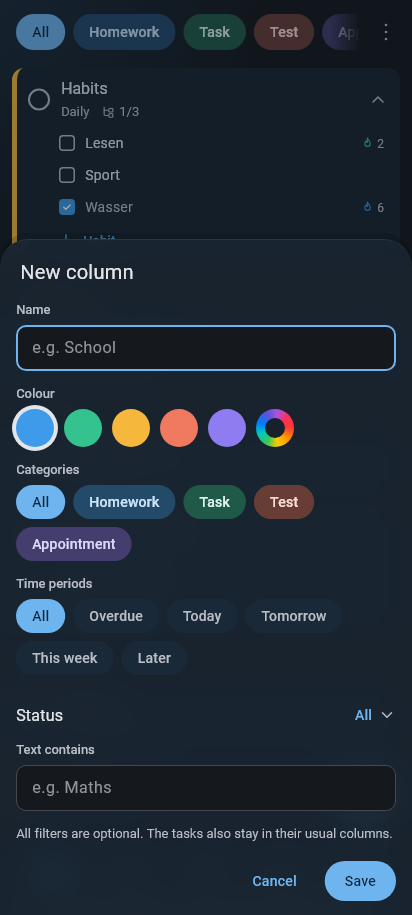 All Homework Task Test Ap
Habits
Daily 1/3
Lesen 2
Sport
Wasser 6
Habit
New column
Name
e.g. School
Colour
Categories
All Homework Task Test
Appointment
Time periods
All Overdue Today Tomorrow
This week Later
Status All
Text contains
e.g. Maths
All filters are optional. The tasks also stay in their usual columns.
Cancel Save